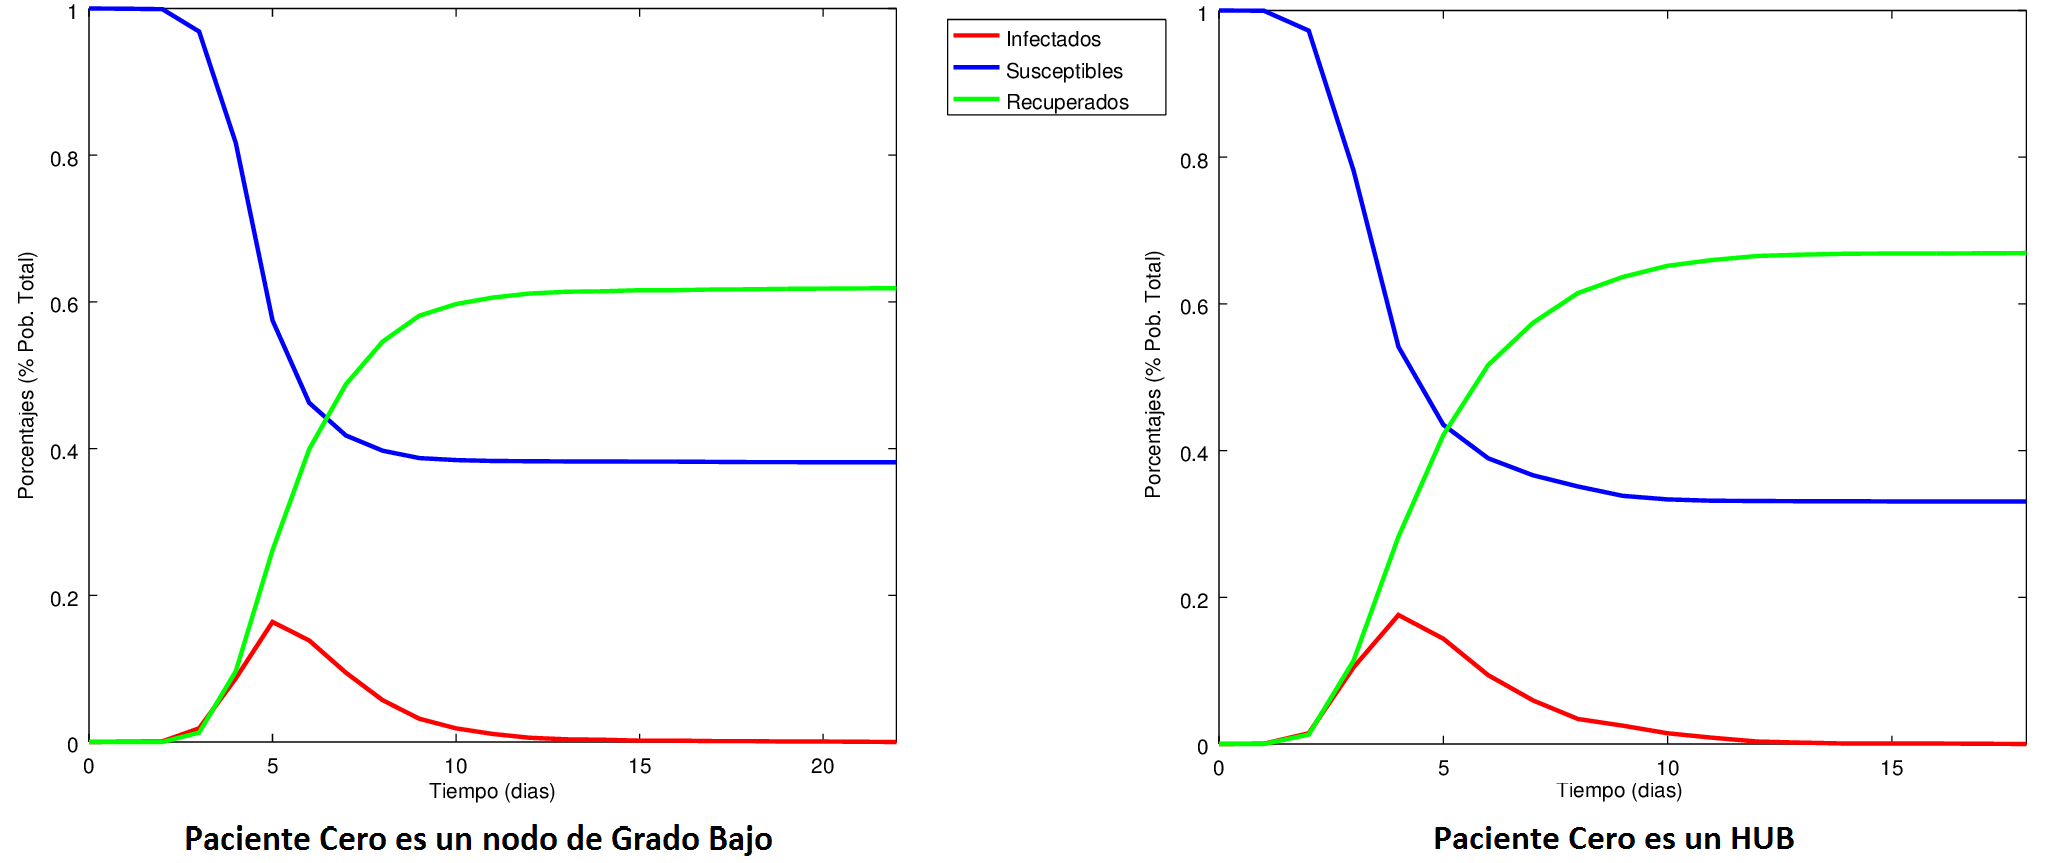 1
0.8
0.6
0.4
0.2
0
0
5
10
15
20
Porcentajes (% Pob. Total)
Tiempo (dias)
Paciente Cero es un nodo de Grado Bajo
Infectados
Susceptibles
Recuperados
1
0.8
0.6
0.4
0.2
0
0
5
10
15
Porcentajes (% Pob. Total)
Tiempo (dias)
Paciente Cero es un HUB